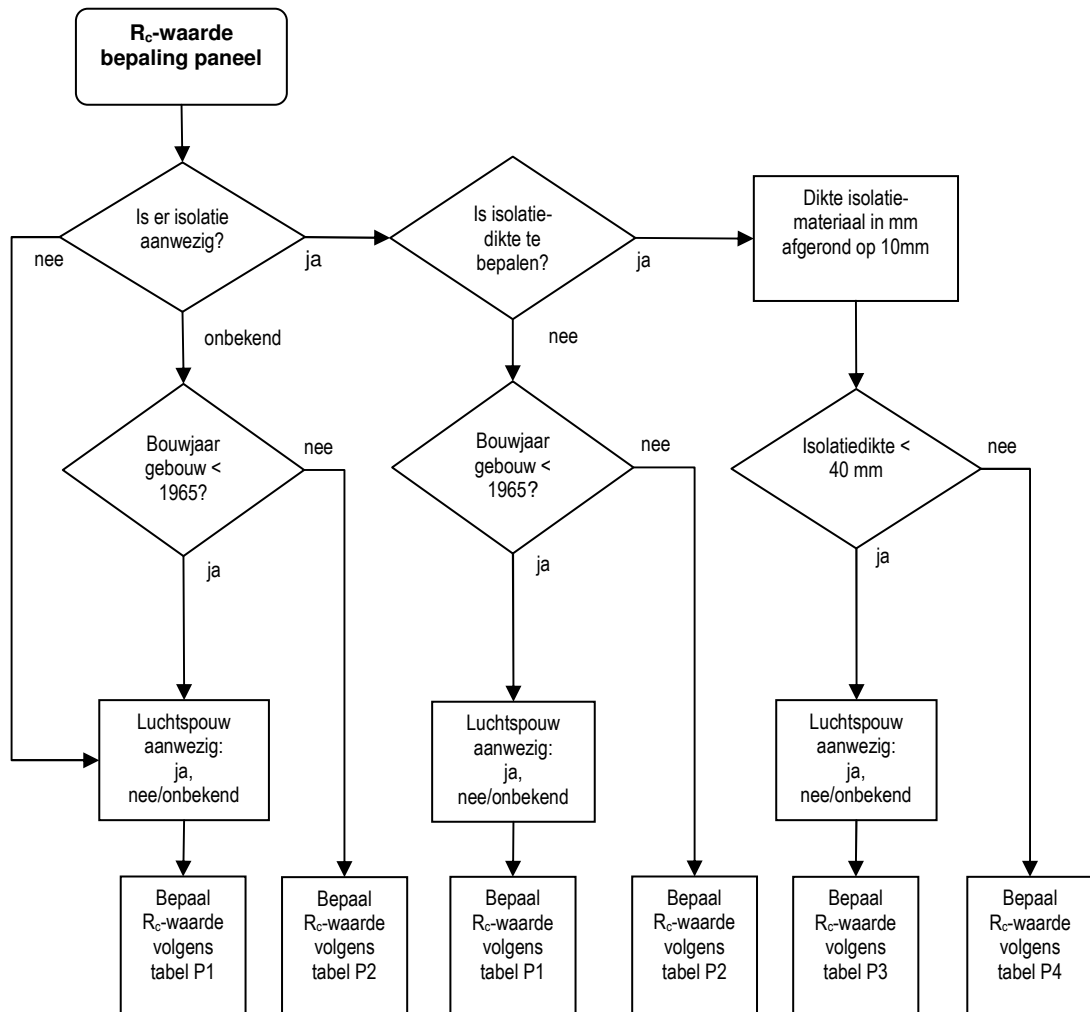 Rc-waarde
bepaling paneel
Is er isolatie
aanwezig?
nee
ja
onbekend
Is isolatie-
dikte te
bepalen?
ja
nee
Dikte isolatie-
materiaal in mm
afgerond op 10mm
Bouwjaar
gebouw <
1965?
nee
ja
Bouwjaar
gebouw <
1965?
nee
ja
Isolatiedikte <
40 mm
nee
ja
Luchtspouw
aanwezig:
ja,
nee/onbekend
Luchtspouw
aanwezig:
ja,
nee/onbekend
Luchtspouw
aanwezig:
ja,
nee/onbekend
Bepaal
Rc-waarde
volgens
tabel P1
Bepaal
Rc-waarde
volgens
tabel P2
Bepaal
Rc-waarde
volgens
tabel P1
Bepaal
Rc-waarde
volgens
tabel P2
Bepaal
Rc-waarde
volgens
tabel P3
Bepaal
Rc-waarde
volgens
tabel P4